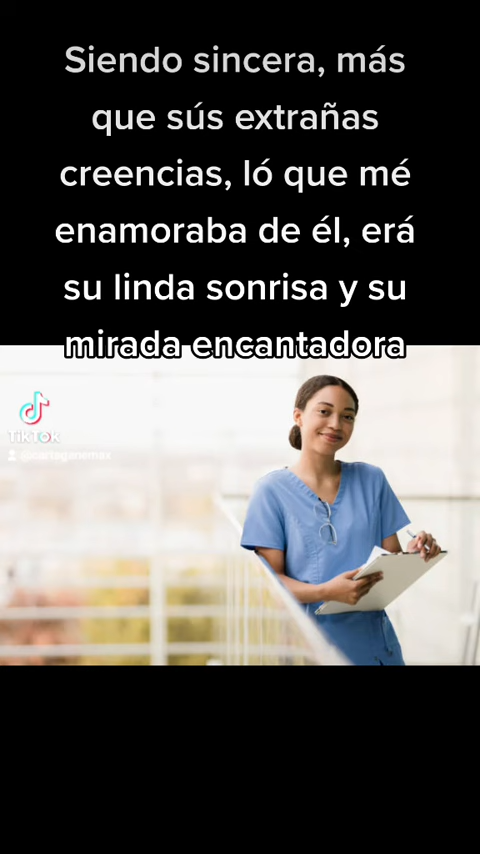 Siendo sincera, más
que sús extrañas
creencias, ló que mé
enamoraba de él, erá
su linda sonrisa y su
mirada encantadora
TikTok